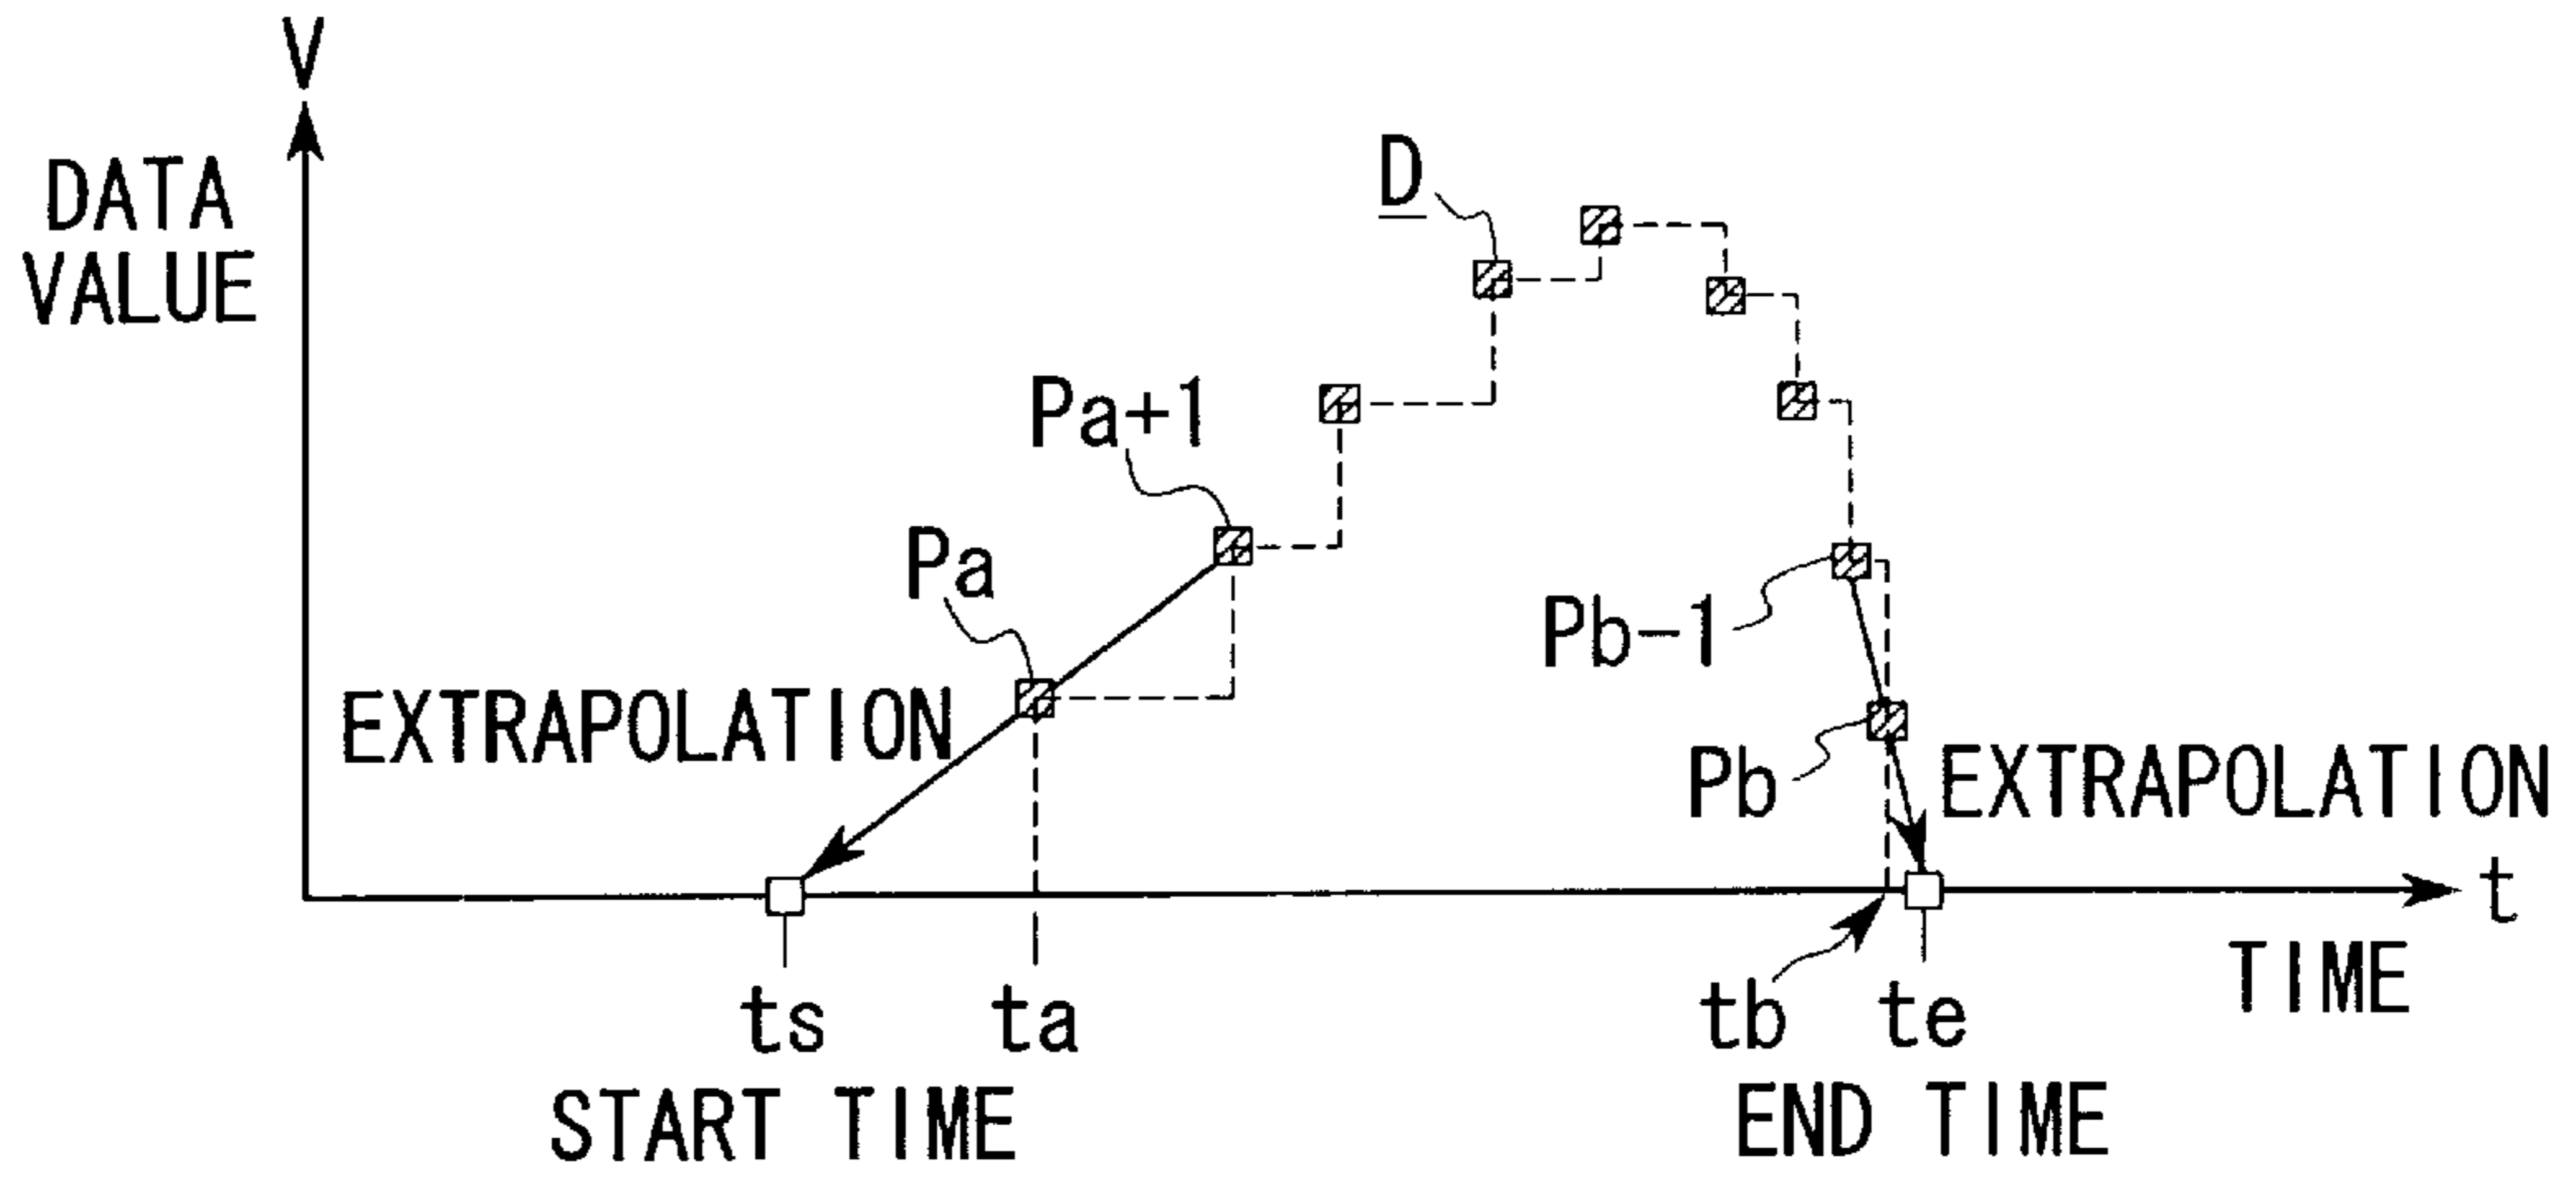 V
DATA
VALUE
D
Pa+1
Pa
Pb-1
EXTRAPOLATION
Pb
EXTRAPOLATION
t
TIME
ts
ta
tb
te
START TIME
END TIME